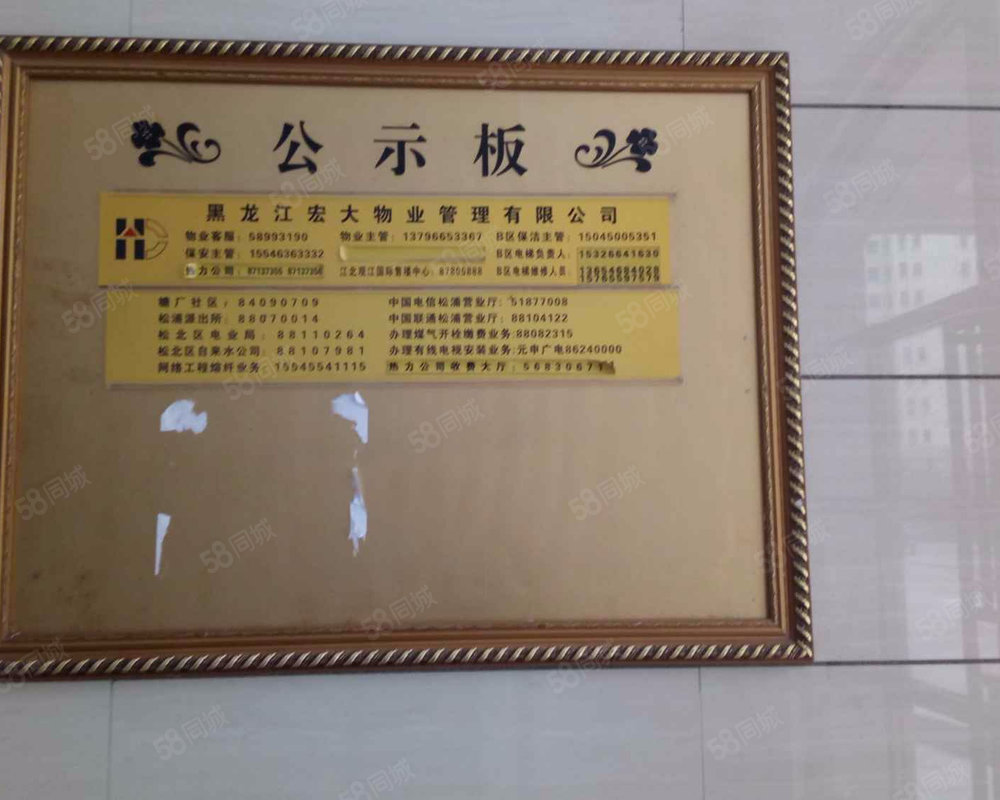 公示板
黑龙江宏大物业管理有限公司
物业客服：58993190 物业主管：13796653367 B区保洁主管：15045005351
保安主管：15546363332 B区电梯负责人：15326641630
热力公司：87137355 87137356 江北观江国际售楼中心：87805888 B区电梯维修人员：
糖厂社区：84090709 中国电信松浦营业厅：51877008
松浦派出所：88070014 中国联通松浦营业厅：88104122
松北区电业局：88110264 办理煤气开栓缴费业务:88082315
松北区自来水公司：88107981 办理有线电视安装业务:元申广电86240000
网络工程熔纤业务：15545541115 热力公司收费大厅：56830671
58同城